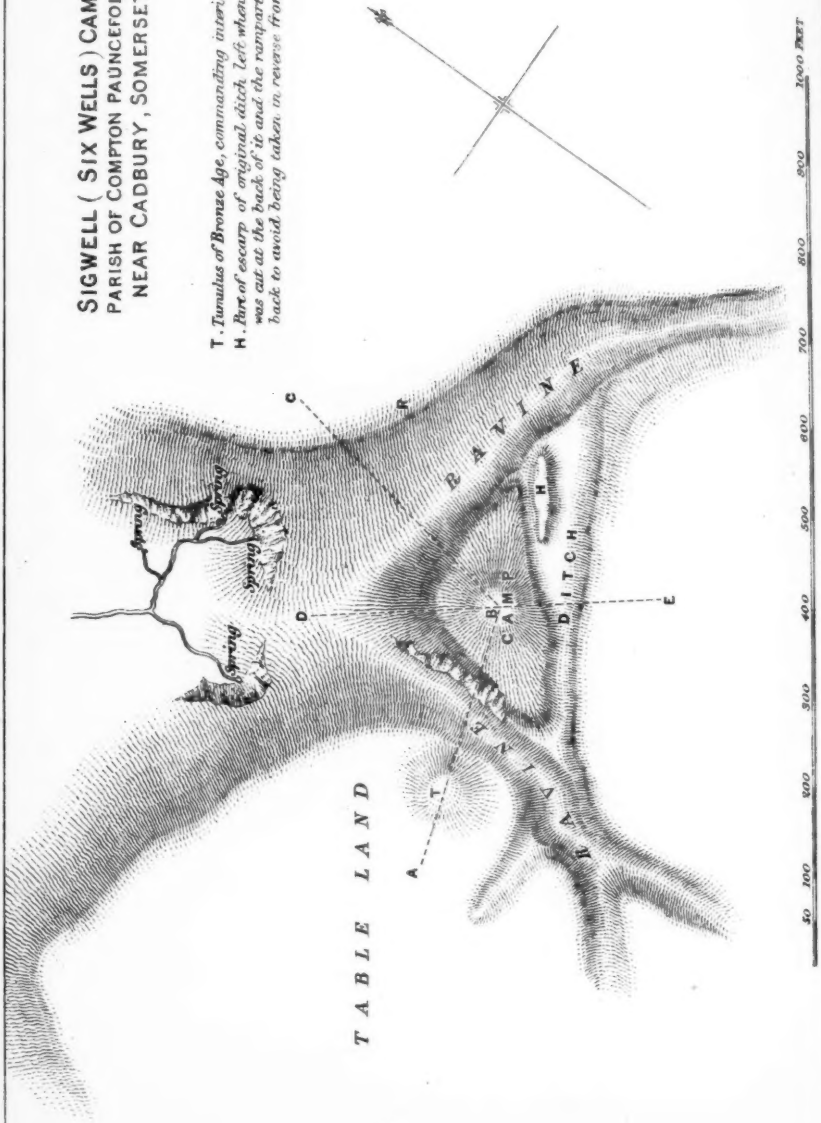 SIGWELL ( SIX WELLS ) CAM
PARISH OF COMPTON PAUNCEFO
NEAR CADBURY, SOMERSE
T. Tumulus of Bronze Age, commanding interi
H. Part of escarp of original ditch left when
was cut at the back of it and the rampart
back to avoid being taken in reverse fro
Spring
Spring
Spring
Spring
C
R
D
RAVINE
TABLE LAND
A
T
B
CAMP
H
DITCH
D
E
RAVINE
50 100 200 300 400 500 600 700 800 900 1000 FEET